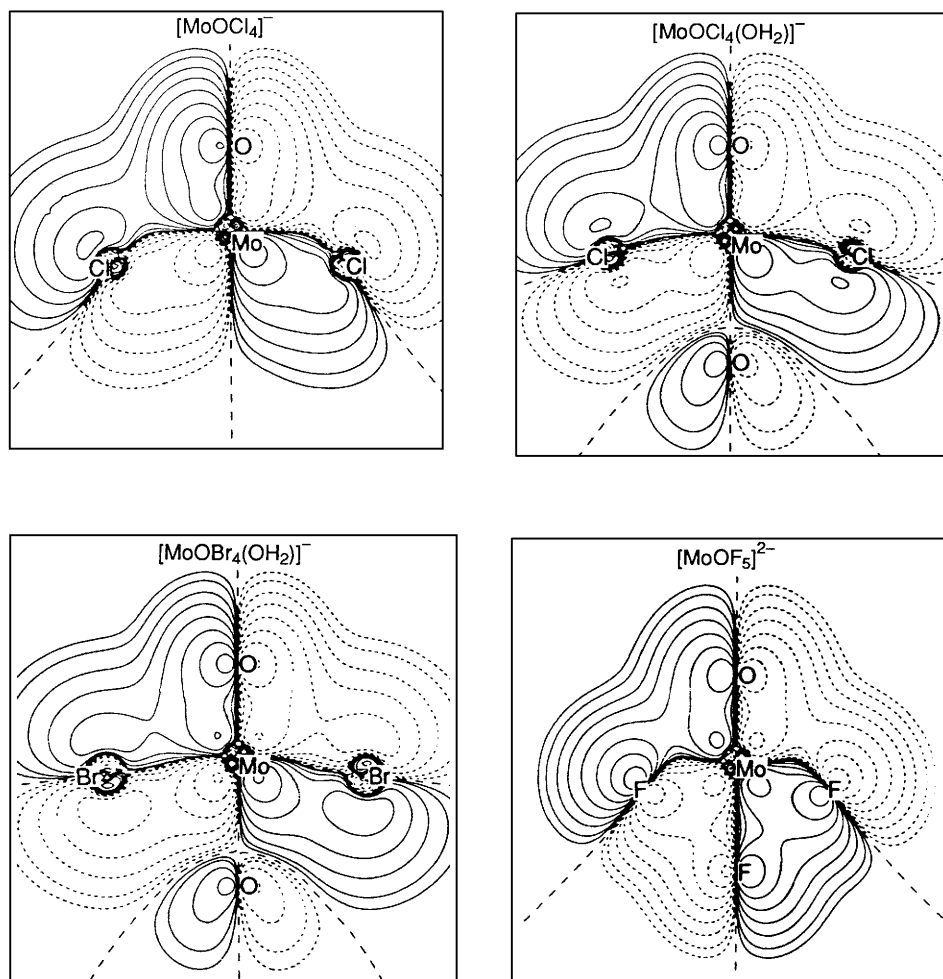 [MoOCl₄]⁻
O
Mo
Cl
Cl
[MoOCl₄(OH₂)]⁻
O
Mo
Cl
Cl
O
[MoOBr₄(OH₂)]⁻
O
Mo
Br
Br
O
[MoOF₅]²⁻
O
Mo
F
F
F